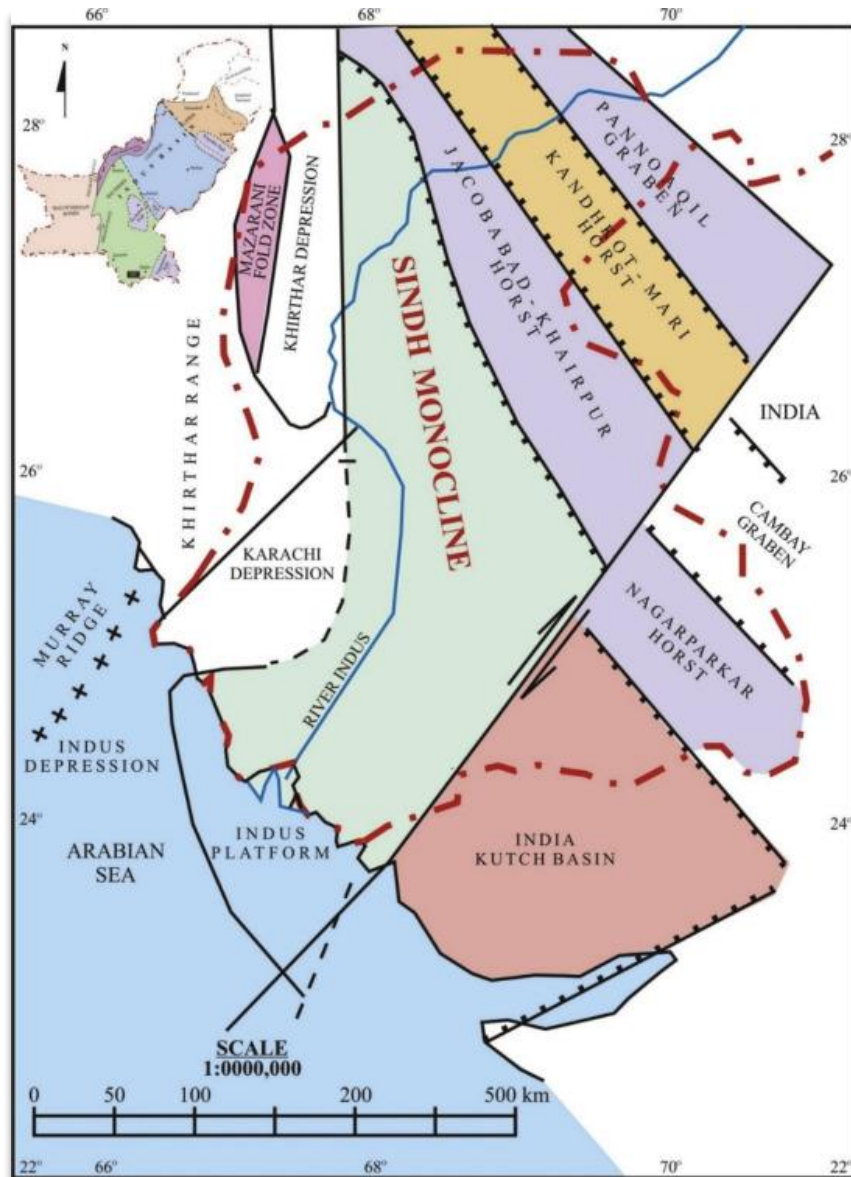 66°
68°
70°
N
28°
28°
PANNO AQIL
GRABEN
KANDHKOT - MARI
HORST
JACOBABAD - KHAIRPUR
HORST
MAZARANI
FOLD ZONE
KHIRTHAR DEPRESSION
SINDH MONOCLINE
KHIRTHAR RANGE
INDIA
26°
26°
CAMBAY
GRABEN
KARACHI
DEPRESSION
NAGARPARKAR
HORST
MURRAY
RIDGE
RIVER INDUS
INDUS
DEPRESSION
24°
24°
ARABIAN
SEA
INDUS
PLATFORM
INDIA
KUTCH BASIN
SCALE
1:0000,000
0
50
100
200
500 km
22°
66°
68°
70°
22°